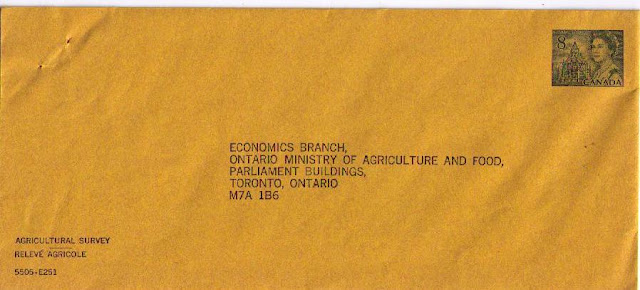 8
CANADA
ECONOMICS BRANCH,
ONTARIO MINISTRY OF AGRICULTURE AND FOOD,
PARLIAMENT BUILDINGS,
TORONTO, ONTARIO
M7A 1B6
AGRICULTURAL SURVEY
RELEVÉ AGRICOLE
5505-E251